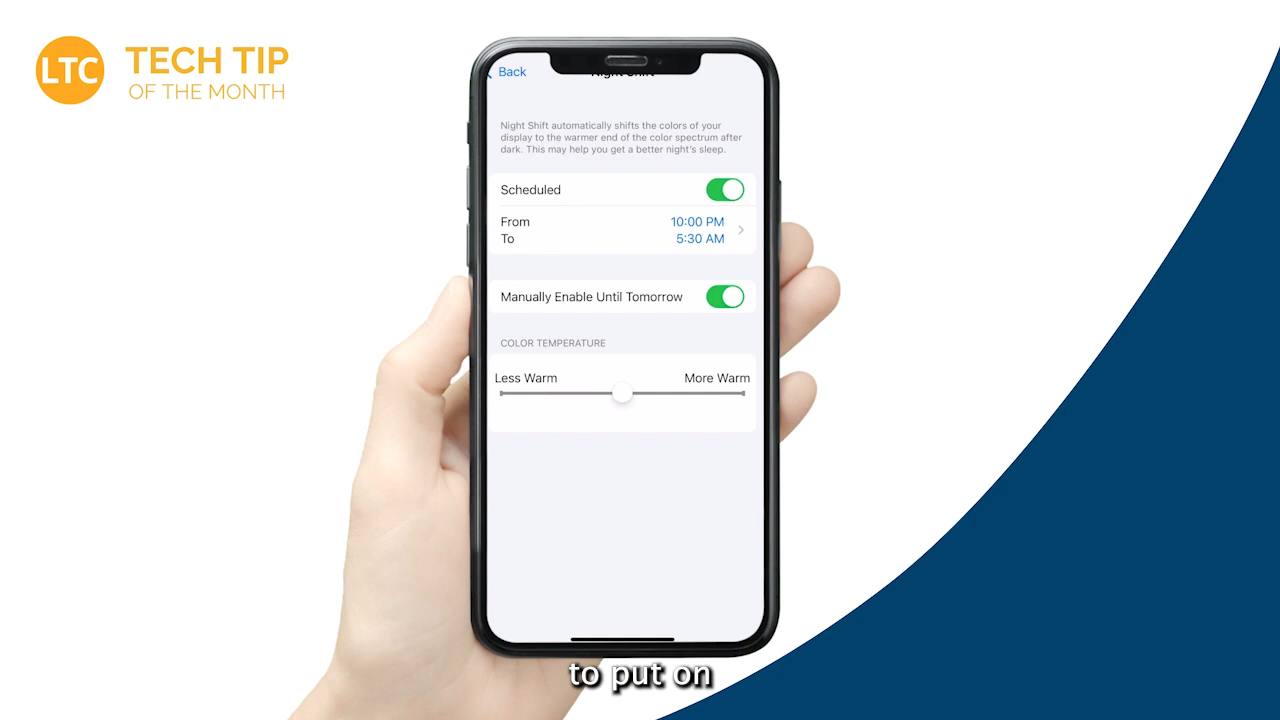 LTC
TECH TIP
OF THE MONTH
Back
Night Shift
Night Shift automatically shifts the colors of your
display to the warmer end of the color spectrum after
dark. This may help you get a better night's sleep.
Scheduled
From
10:00 PM
To
5:30 AM
Manually Enable Until Tomorrow
COLOR TEMPERATURE
Less Warm
More Warm
to put on